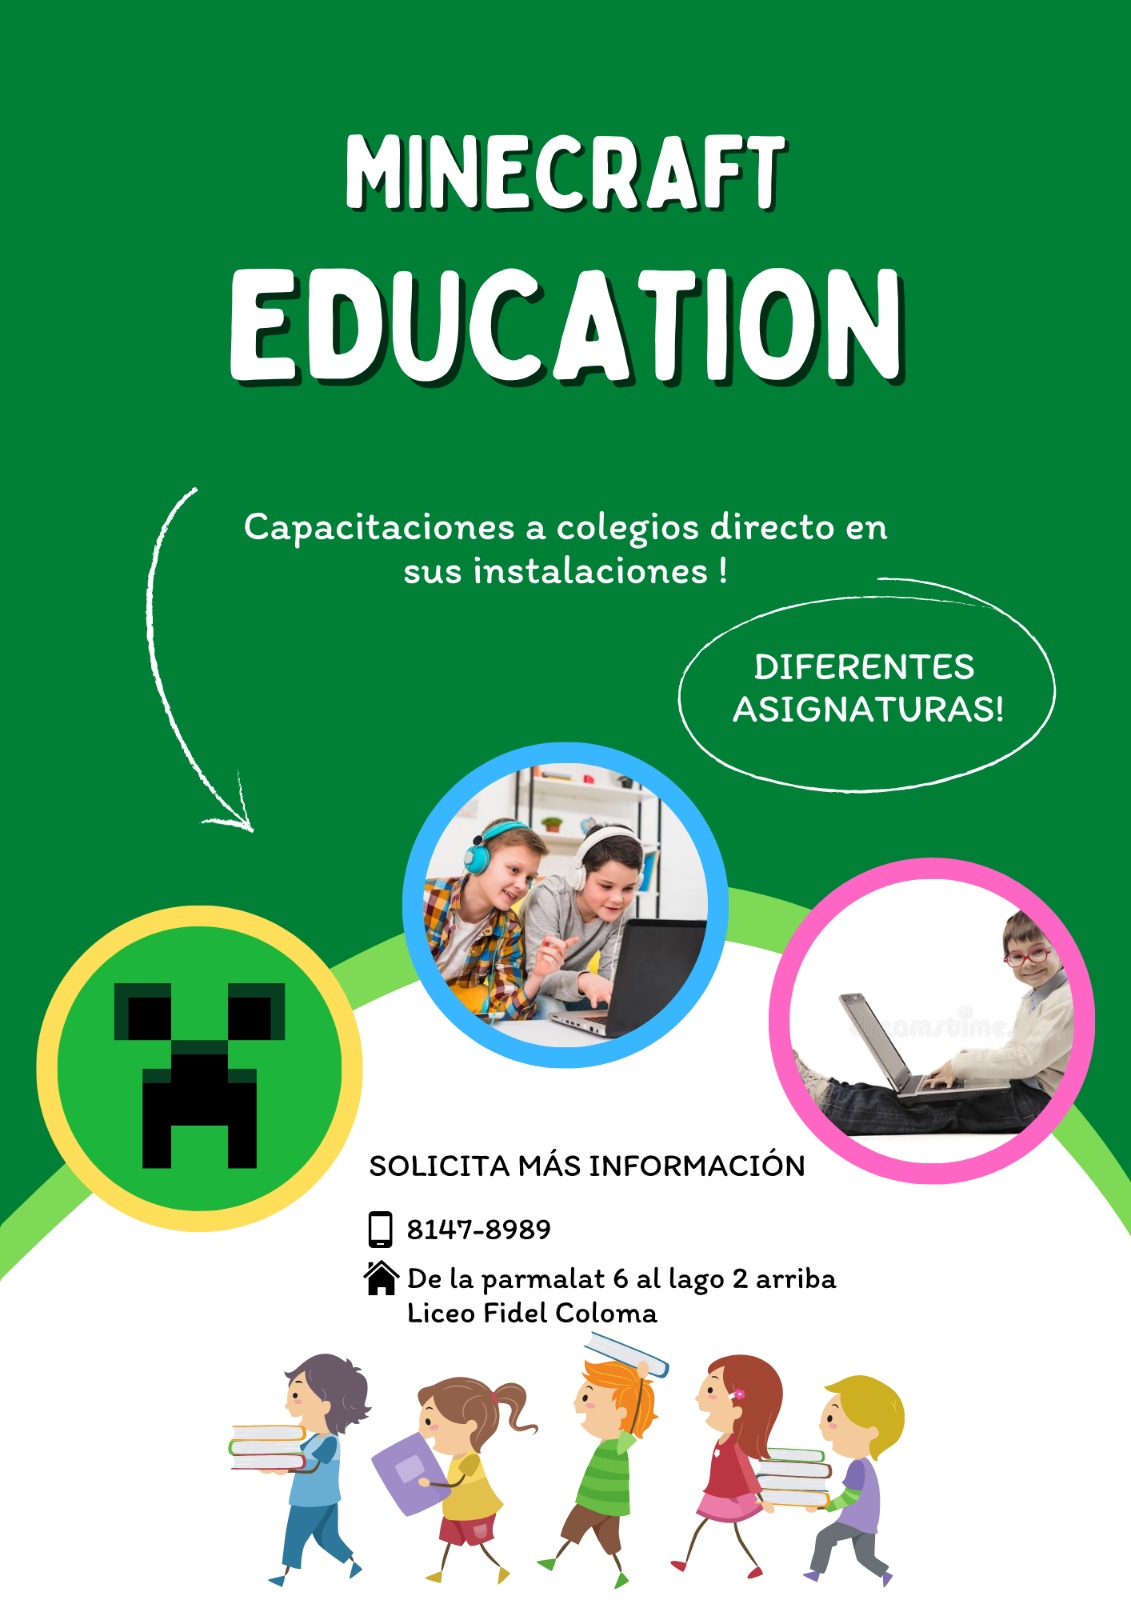 MINECRAFT
EDUCATION
Capacitaciones a colegios directo en
sus instalaciones !
DIFERENTES
ASIGNATURAS!
dreamstime
SOLICITA MÁS INFORMACIÓN
8147-8989
De la parmalat 6 al lago 2 arriba
Liceo Fidel Coloma